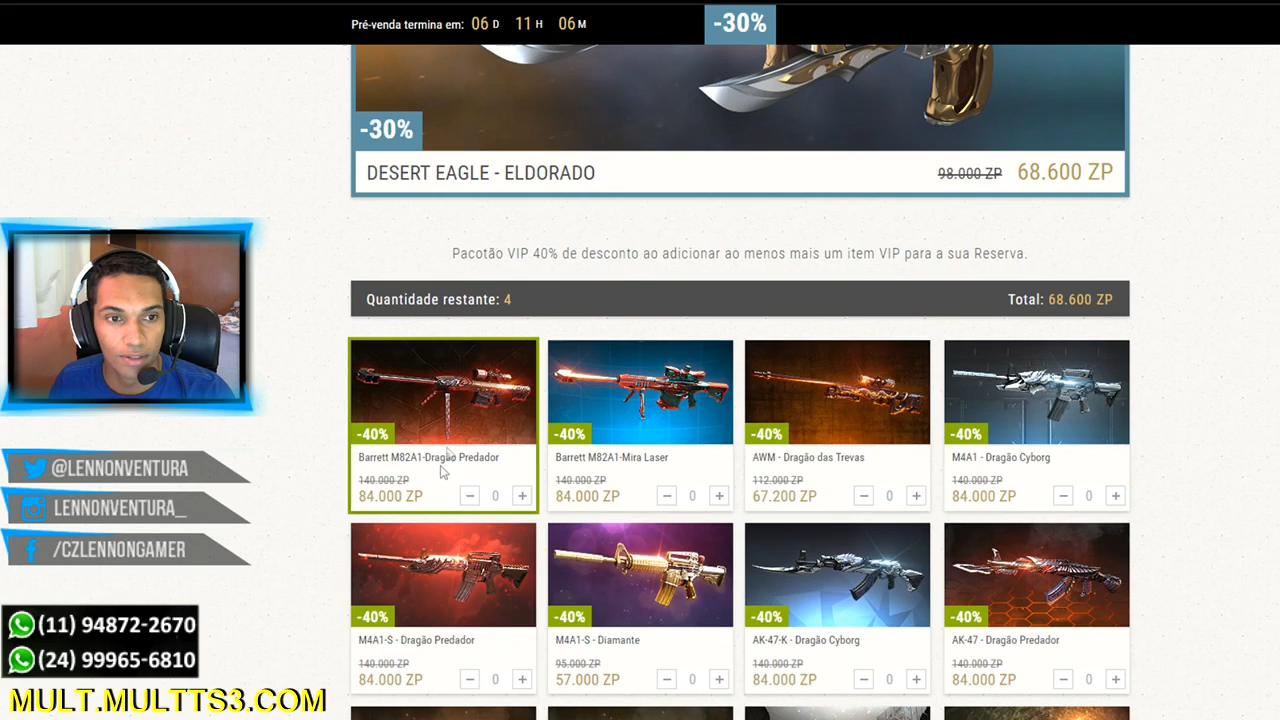 Pré-venda termina em: 06 D 11 H 06 M -30%
-30%
DESERT EAGLE - ELDORADO 98.000 ZP 68.600 ZP
Pacotão VIP 40% de desconto ao adicionar ao menos mais um item VIP para a sua Reserva.
Quantidade restante: 4 Total: 68.600 ZP
-40% -40% -40% -40%
Barrett M82A1-Dragão Predador Barrett M82A1-Mira Laser AWM - Dragão das Trevas M4A1 - Dragão Cyborg
140.000 ZP 140.000 ZP 112.000 ZP 140.000 ZP
84.000 ZP − 0 + 84.000 ZP − 0 + 67.200 ZP − 0 + 84.000 ZP − 0 +
-40% -40% -40% -40%
M4A1-S - Dragão Predador M4A1-S - Diamante AK-47-K - Dragão Cyborg AK-47 - Dragão Predador
140.000 ZP 95.000 ZP 140.000 ZP 140.000 ZP
84.000 ZP − 0 + 57.000 ZP − 0 + 84.000 ZP − 0 + 84.000 ZP − 0 +
@LENNONVENTURA
LENNONVENTURA_
/CZLENNONGAMER
(11) 94872-2670
(24) 99965-6810
MULT.MULTTS3.COM